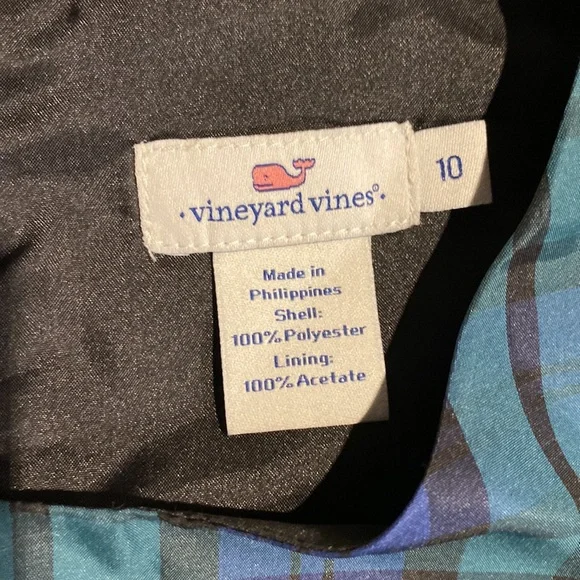 · vineyard vines® ·
10
Made in
Philippines
Shell:
100% Polyester
Lining:
100% Acetate